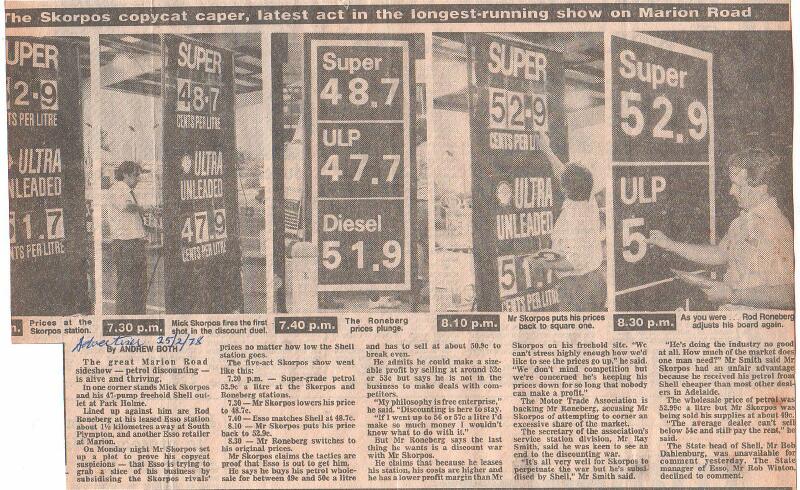 The Skorpos copycat caper, latest act in the longest-running show on Marion Road
UPER
2-9
TS PER LITRE
ULTRA
LEADED
1.7
NTS PER LITRE
SUPER
48-7
CENTS PER LITRE
ULTRA
UNLEADED
47.9
CENTS PER LITRE
Super
48.7
ULP
47.7
Diesel
51.9
SUPER
52-9
CENTS PER LITRE
ULTRA
UNLEADED
51.
CENTS PER LITRE
Super
52.9
ULP
5
m.
Prices at the
Skorpos station.
7.30 p.m.
Mick Skorpos fires the first
shot in the discount duel.
7.40 p.m.
The Roneberg
prices plunge.
8.10 p.m.
Mr Skorpos puts his prices
back to square one.
8.30 p.m.
As you were . . Rod Roneberg
adjusts his board again.
Advertiser 25/2/78
By ANDREW BOTH
The great Marion Road
sideshow — petrol discounting —
is alive and thriving.
In one corner stands Mick Skorpos
and his 47-pump freehold Shell out-
let at Park Holme.
Lined up against him are Rod
Roneberg at his leased Esso station
about 1½ kilometres away at South
Plympton, and another Esso retailer
at Marion.
On Monday night Mr Skorpos set
up a plot to prove his copycat
suspicions — that Esso is trying to
grab a slice of his business by
subsidising the Skorpos rivals'
prices no matter how low the Shell
station goes.
The five-act Skorpos show went
like this:
7.20 p.m. – Super-grade petrol
52.9c a litre at the Skorpos and
Roneberg stations.
7.30 — Mr Skorpos lowers his price
to 48.7c.
7.40 — Esso matches Shell at 48.7c.
8.10 — Mr Skorpos puts his price
back to 52.9c.
8.30 — Mr Roneberg switches to
his original prices.
Mr Skorpos claims the tactics are
proof that Esso is out to get him.
He says he buys his petrol whole-
sale for between 49c and 50c a litre
and has to sell at about 50.9c to
break even.
He admits he could make a size-
able profit by selling at around 52c
or 53c but says he is not in the
business to make deals with com-
petitors.
"My philosophy is free enterprise,"
he said. "Discounting is here to stay.
"If I went up to 56 or 57c a litre I'd
make so much money I wouldn't
know what to do with it."
But Mr Roneberg says the last
thing he wants is a discount war
with Mr Skorpos.
He claims that because he leases
his station, his costs are higher and
he has a lower profit margin than Mr
Skorpos on his freehold site. "We
can't stress highly enough how we'd
like to see the prices go up," he said.
"We don't mind competition but
we're concerned he's keeping his
prices down for so long that nobody
can make a profit."
The Motor Trade Association is
backing Mr Roneberg, accusing Mr
Skorpos of attempting to corner an
excessive share of the market.
The secretary of the association's
service station division, Mr Ray
Smith, said he was keen to see an
end to the discounting war.
"It's all very well for Skorpos to
perpetuate the war but he's subsi-
dised by Shell," Mr Smith said.
"He's doing the industry no good
at all. How much of the market does
one man need?" Mr Smith said Mr
Skorpos had an unfair advantage
because he received his petrol from
Shell cheaper than most other deal-
ers in Adelaide.
The wholesale price of petrol was
52.99c a litre but Mr Skorpos was
being sold his supplies at about 49c.
"The average dealer can't sell
below 54c and still pay the rent," he
said.
The State head of Shell, Mr Rob
Dahlenburg, was unavailable for
comment yesterday. The State
manager of Esso, Mr Rob Winton,
declined to comment.